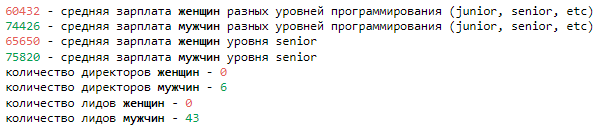 60432 - средняя зарплата женщин разных уровней программирования (junior, senior, etc)
74426 - средняя зарплата мужчин разных уровней программирования (junior, senior, etc)
65650 - средняя зарплата женщин уровня senior
75820 - средняя зарплата мужчин уровня senior
количество директоров женщин - 0
количество директоров мужчин - 6
количество лидов женщин - 0
количество лидов мужчин - 43